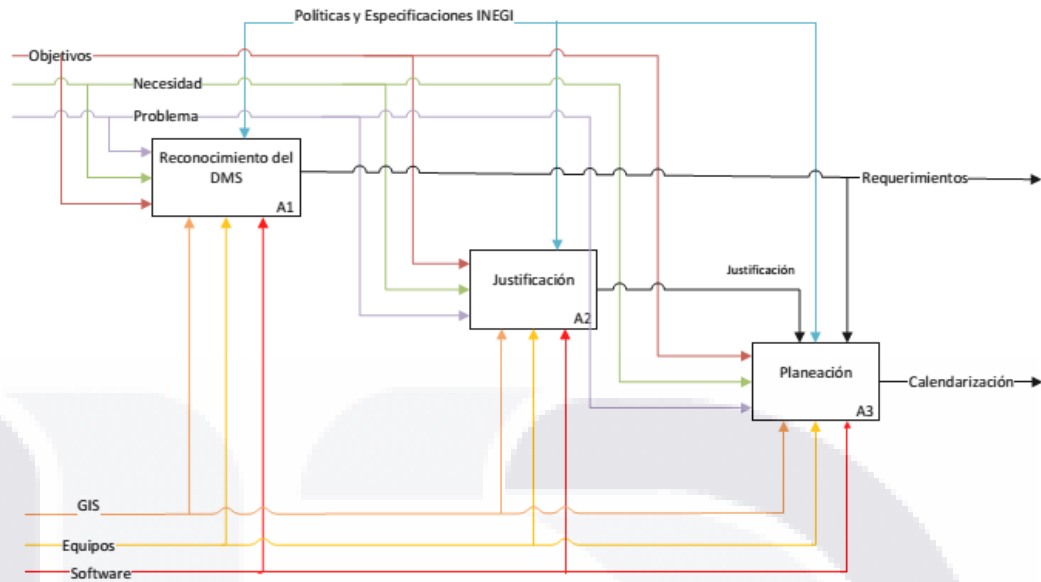 Políticas y Especificaciones INEGI
Objetivos
Necesidad
Problema
Reconocimiento del
DMS
A1
Requerimientos
Justificación
A2
Justificación
Planeación
A3
Calendarización
GIS
Equipos
Software